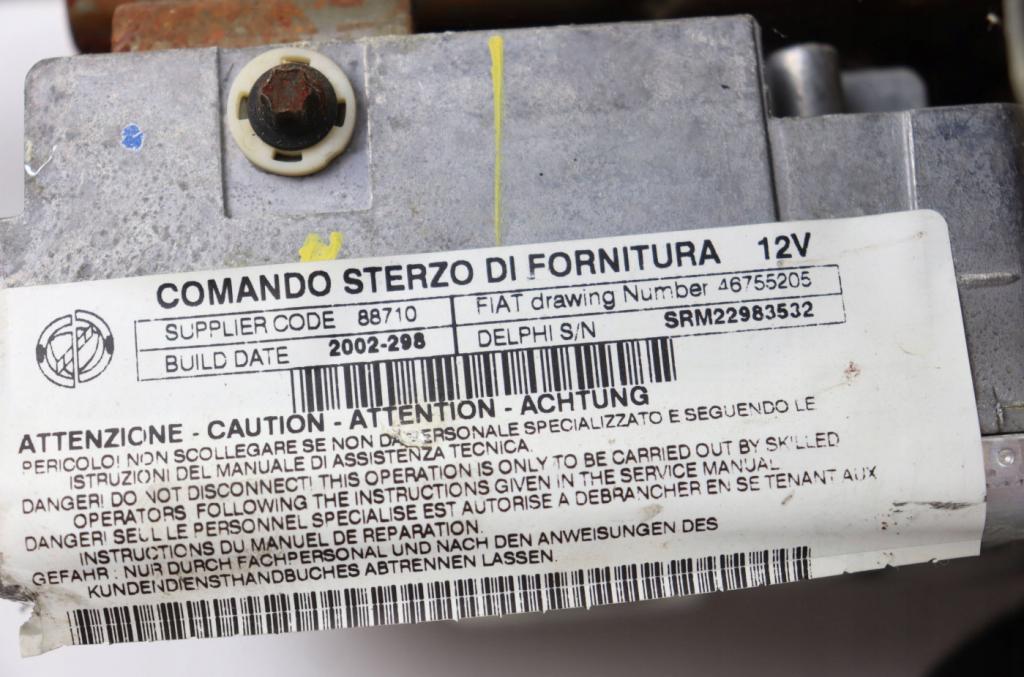 COMANDO STERZO DI FORNITURA 12V
SUPPLIER CODE 88710
FIAT drawing Number 46755205
BUILD DATE 2002-298
DELPHI S/N SRM22983532
ATTENZIONE - CAUTION - ATTENTION - ACHTUNG
PERICOLO! NON SCOLLEGARE SE NON DA PERSONALE SPECIALIZZATO E SEGUENDO LE
ISTRUZIONI DEL MANUALE DI ASSISTENZA TECNICA.
DANGER! DO NOT DISCONNECT! THIS OPERATION IS ONLY TO BE CARRIED OUT BY SKILLED
OPERATORS FOLLOWING THE INSTRUCTIONS GIVEN IN THE SERVICE MANUAL
DANGER! SEUL LE PERSONNEL SPECIALISE EST AUTORISE A DEBRANCHER EN SE TENANT AUX
INSTRUCTIONS DU MANUEL DE REPARATION.
GEFAHR : NUR DURCH FACHPERSONAL UND NACH DEN ANWEISUNGEN DES
KUNDENDIENSTHANDBUCHES ABTRENNEN LASSEN.